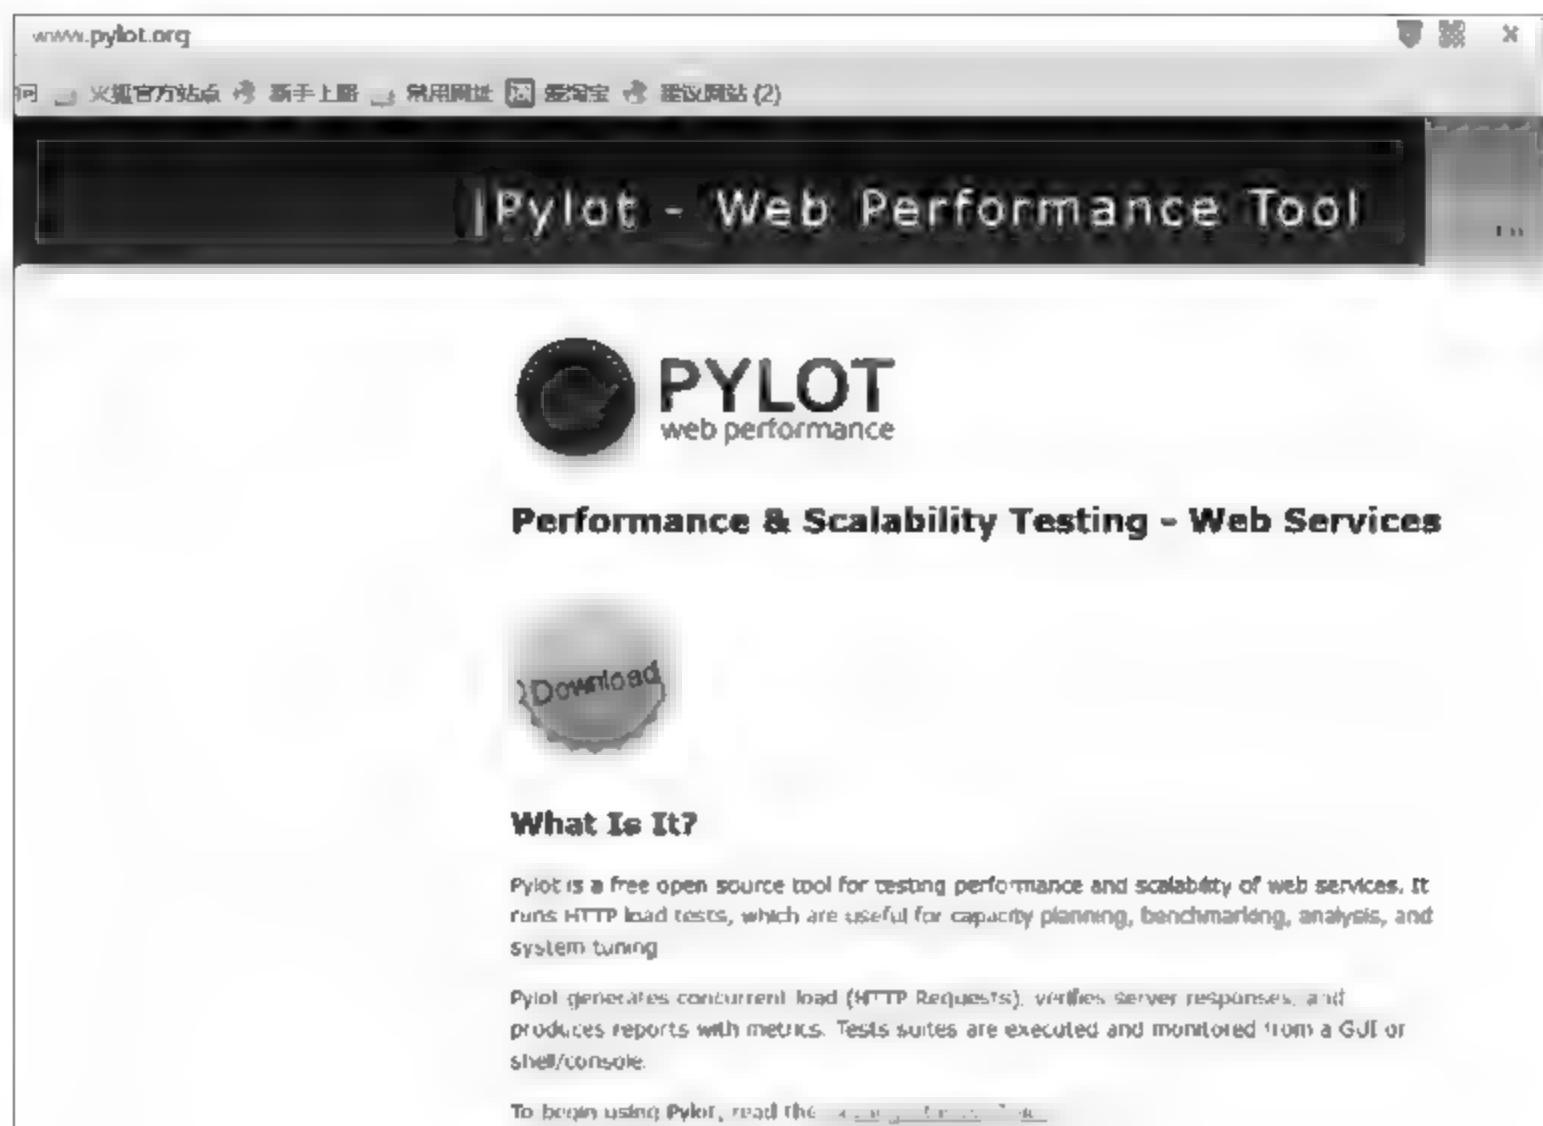 www.pylot.org
问 火狐官方站点 新手上路 常用网址 淘 爱淘宝 建议网站 (2)
Pylot - Web Performance Tool
PYLOT
web performance
Performance & Scalability Testing - Web Services
Download
What Is It?
Pylot is a free open source tool for testing performance and scalability of web services. It
runs HTTP load tests, which are useful for capacity planning, benchmarking, analysis, and
system tuning
Pylot generates concurrent load (HTTP Requests), verifies server responses, and
produces reports with metrics. Tests suites are executed and monitored from a GUI or
shell/console.
To begin using Pylot, read the